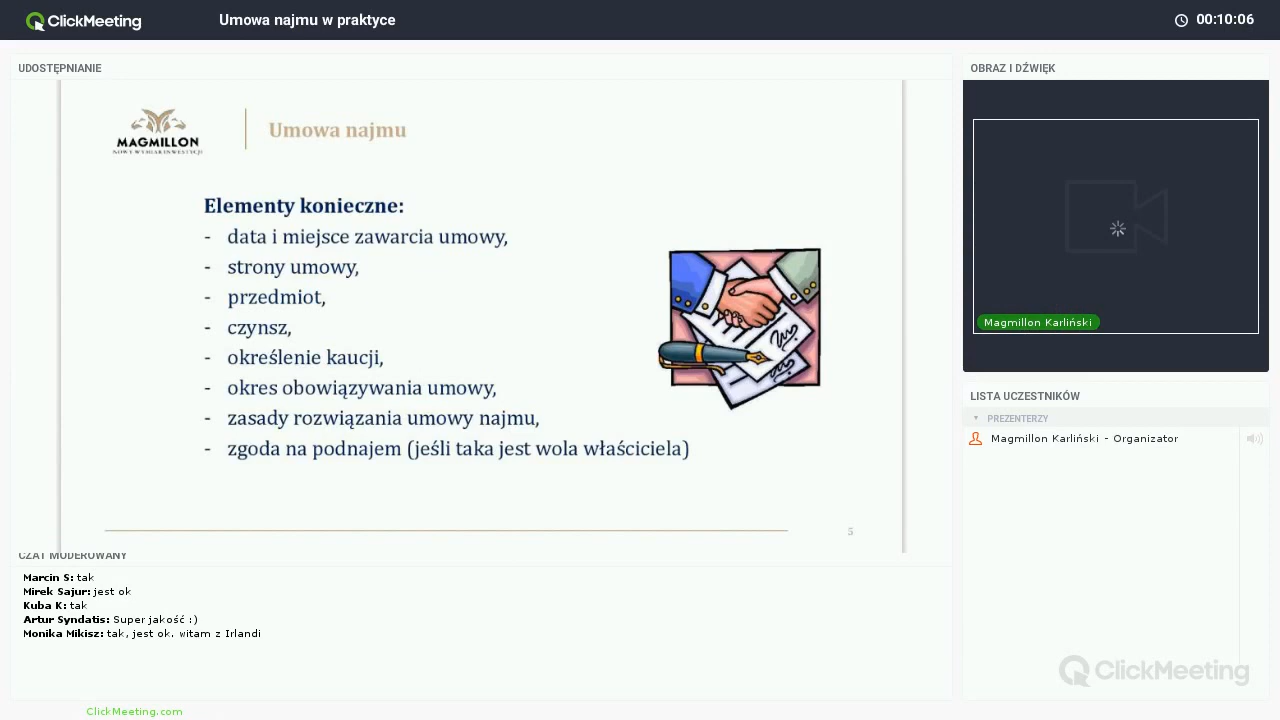 ClickMeeting
Umowa najmu w praktyce
00:10:06
UDOSTĘPNIANIE
MAGMILLON
NOWY WYMIAR INWESTYCJI
Umowa najmu
Elementy konieczne:
- data i miejsce zawarcia umowy,
- strony umowy,
- przedmiot,
- czynsz,
- określenie kaucji,
- okres obowiązywania umowy,
- zasady rozwiązania umowy najmu,
- zgoda na podnajem (jeśli taka jest wola właściciela)
5
CZAT MODEROWANY
Marcin S: tak
Mirek Sajur: jest ok
Kuba K: tak
Artur Syndatis: Super jakość :)
Monika Mikisz: tak, jest ok. witam z Irlandi
ClickMeeting.com
OBRAZ I DŹWIĘK
Magmillon Karliński
LISTA UCZESTNIKÓW
PREZENTERZY
Magmillon Karliński - Organizator
ClickMeeting